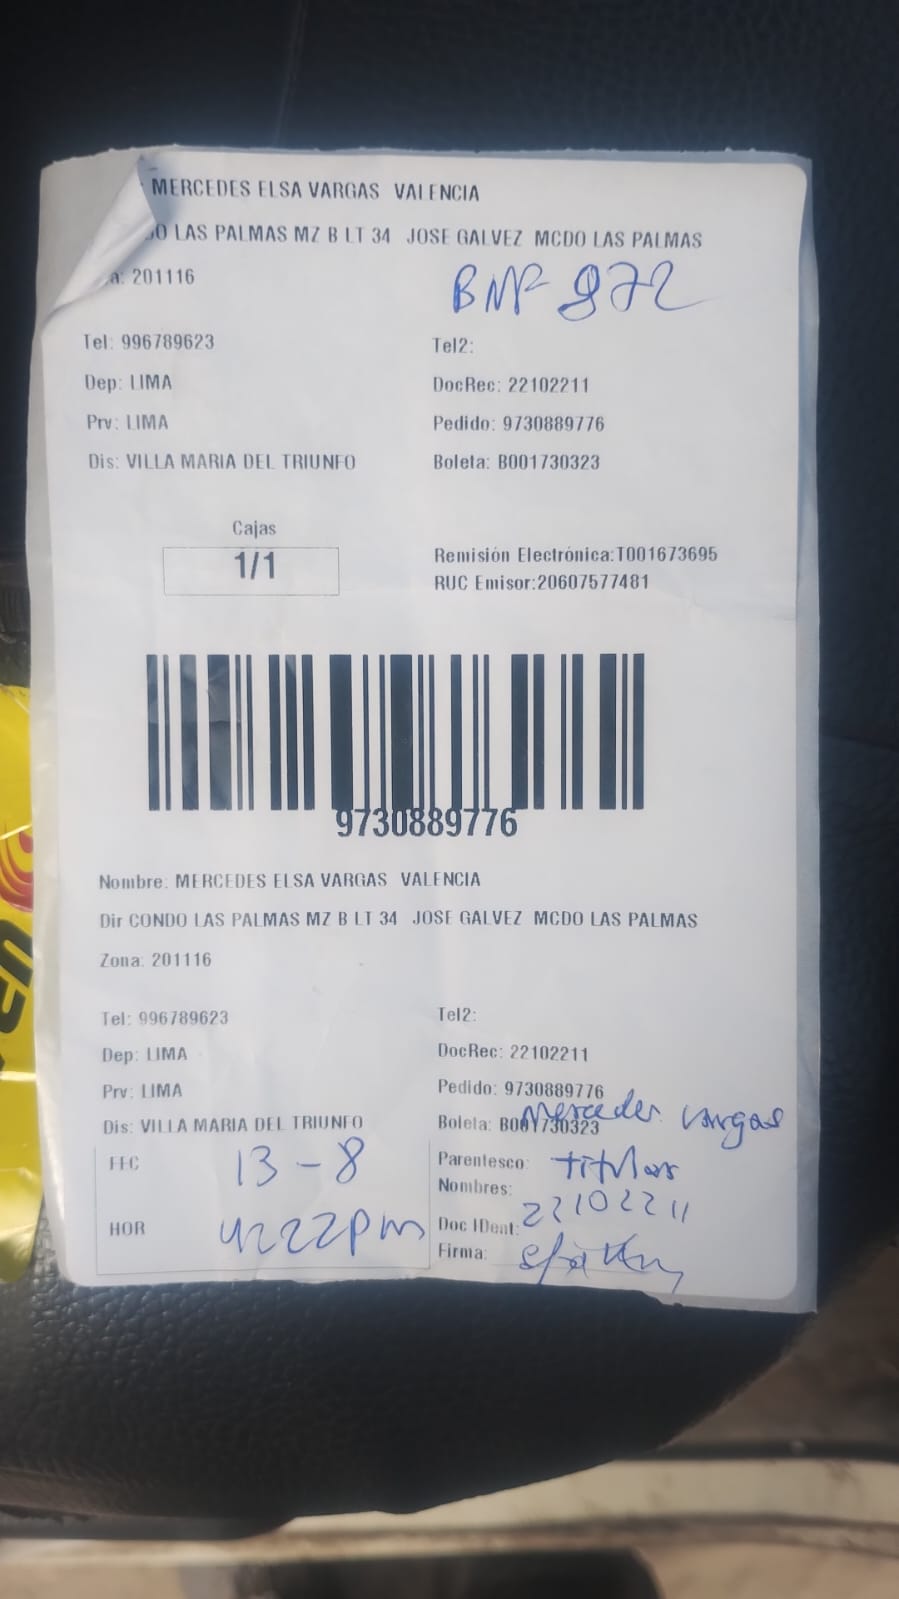 MERCEDES ELSA VARGAS VALENCIA
DO LAS PALMAS MZ B LT 34 JOSE GALVEZ MCDO LAS PALMAS
a: 201116
Tel: 996789623
Tel2:
Dep: LIMA
DocRec: 22102211
Prv: LIMA
Pedido: 9730889776
Dis: VILLA MARIA DEL TRIUNFO
Boleta: B001730323
Cajas
1/1
Remisión Electrónica:T001673695
RUC Emisor:20607577481
9730889776
Nombre: MERCEDES ELSA VARGAS VALENCIA
Dir CONDO LAS PALMAS MZ B LT 34 JOSE GALVEZ MCDO LAS PALMAS
Zona: 201116
Tel: 996789623
Tel2:
Dep: LIMA
DocRec: 22102211
Prv: LIMA
Pedido: 9730889776
Dis: VILLA MARIA DEL TRIUNFO
Boleta: B001730323
Mercedes Vargas
FEC 13-8
Parentesco: titular
Nombres:
HOR
Doc IDent: 22102211
Firma: